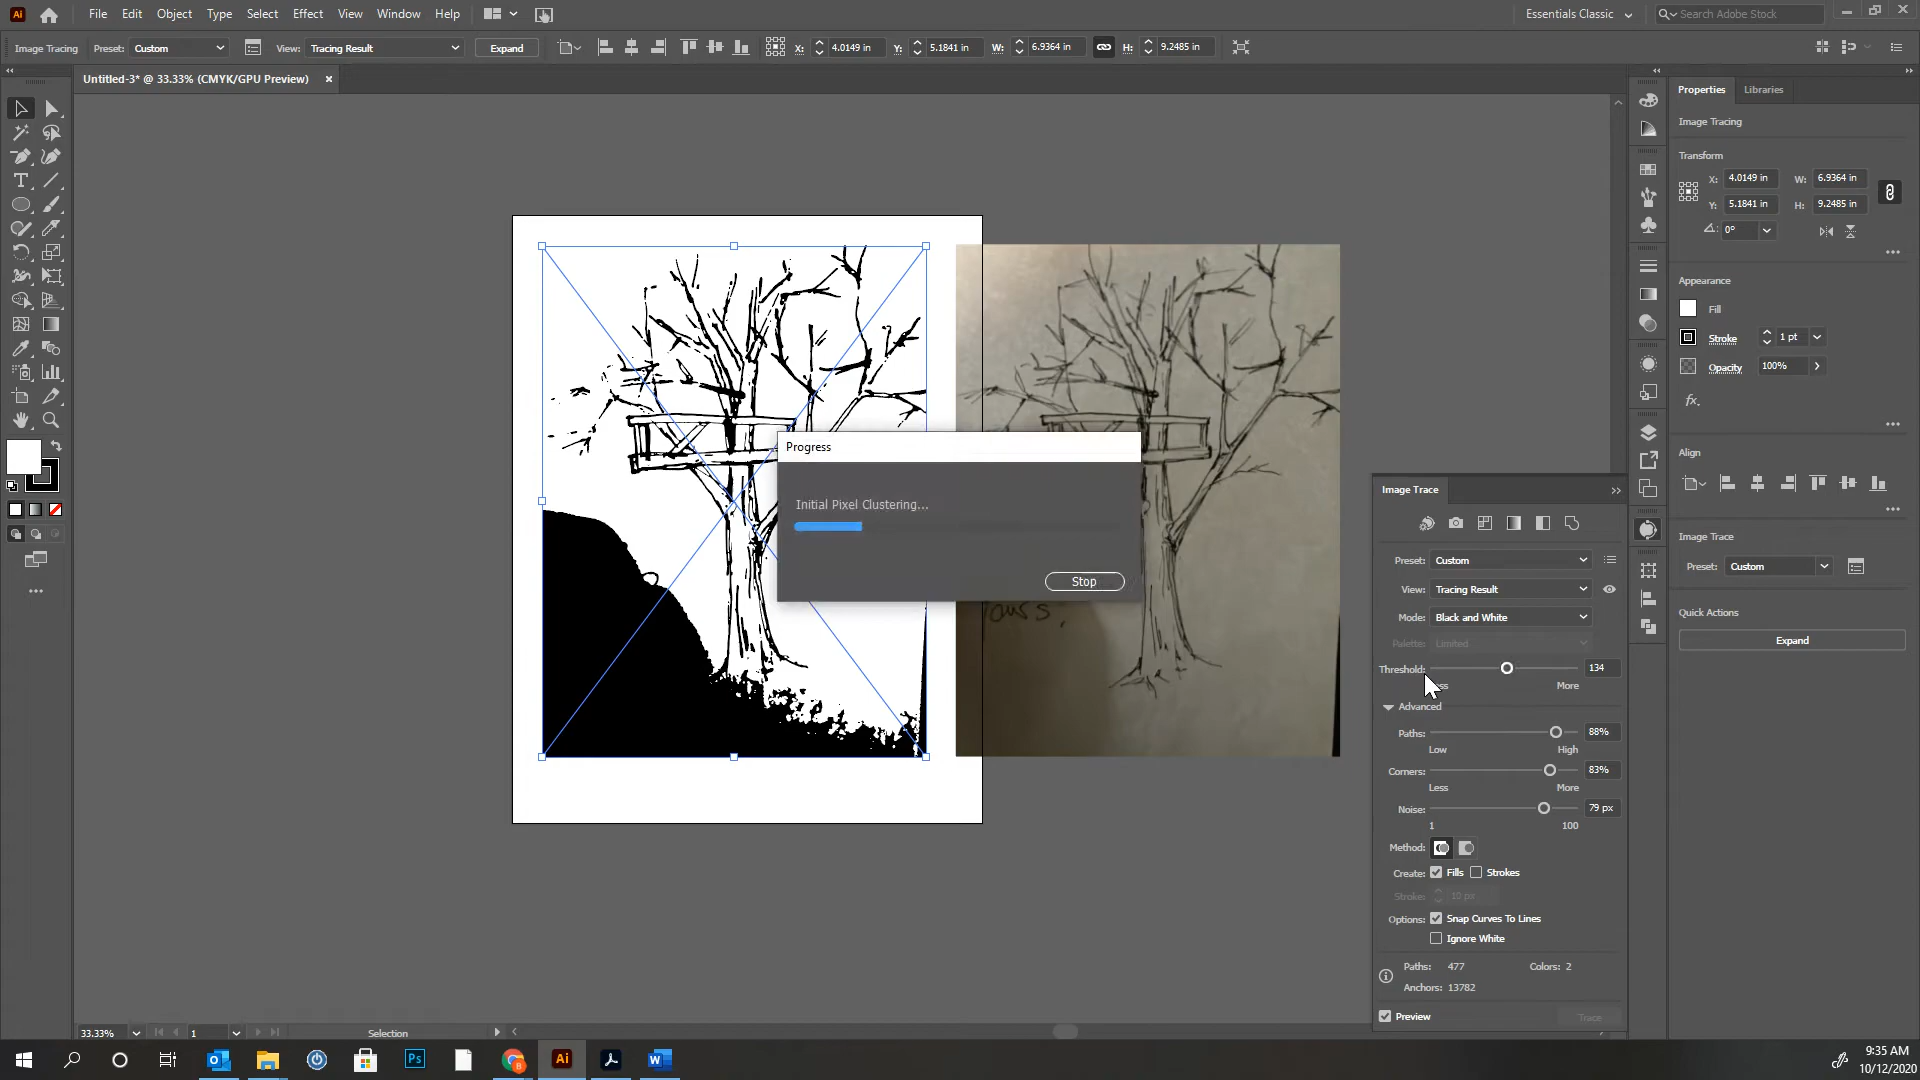 Ai File Edit Object Type Select Effect View Window Help Essentials Classic Search Adobe Stock
Image Tracing Preset: Custom View: Tracing Result Expand X: 4.0149 in Y: 5.1841 in W: 6.9364 in H: 9.2485 in
Untitled-3* @ 33.33% (CMYK/GPU Preview) ×
Progress
Initial Pixel Clustering...
Stop
Image Trace
Preset: Custom
View: Tracing Result
Mode: Black and White
Palette: Limited
Threshold: 134
More
Advanced
Paths: 88%
Low High
Corners: 83%
Less More
Noise: 79 px
1 100
Method:
Create: Fills Strokes
Stroke: 10 px
Options: Snap Curves To Lines
Ignore White
Paths: 477 Colors: 2
Anchors: 13782
Preview Trace
Properties Libraries
Image Tracing
Transform
X: 4.0149 in W: 6.9364 in
Y: 5.1841 in H: 9.2485 in
0°
Appearance
Fill
Stroke 1 pt
Opacity 100%
fx.
Align
Image Trace
Preset: Custom
Quick Actions
Expand
33.33% 1 Selection
Ps Ai W
9:35 AM
10/12/2020